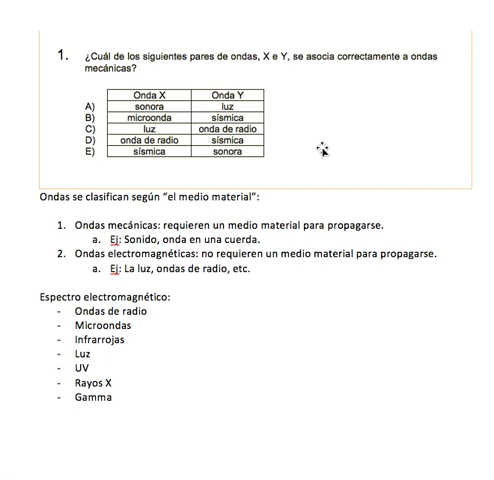 1. ¿Cuál de los siguientes pares de ondas, X e Y, se asocia correctamente a ondas
mecánicas?
Onda X Onda Y
A) sonora luz
B) microonda sísmica
C) luz onda de radio
D) onda de radio sísmica
E) sísmica sonora
Ondas se clasifican según “el medio material”:
1. Ondas mecánicas: requieren un medio material para propagarse.
a. Ej: Sonido, onda en una cuerda.
2. Ondas electromagnéticas: no requieren un medio material para propagarse.
a. Ej: La luz, ondas de radio, etc.
Espectro electromagnético:
- Ondas de radio
- Microondas
- Infrarrojas
- Luz
- UV
- Rayos X
- Gamma